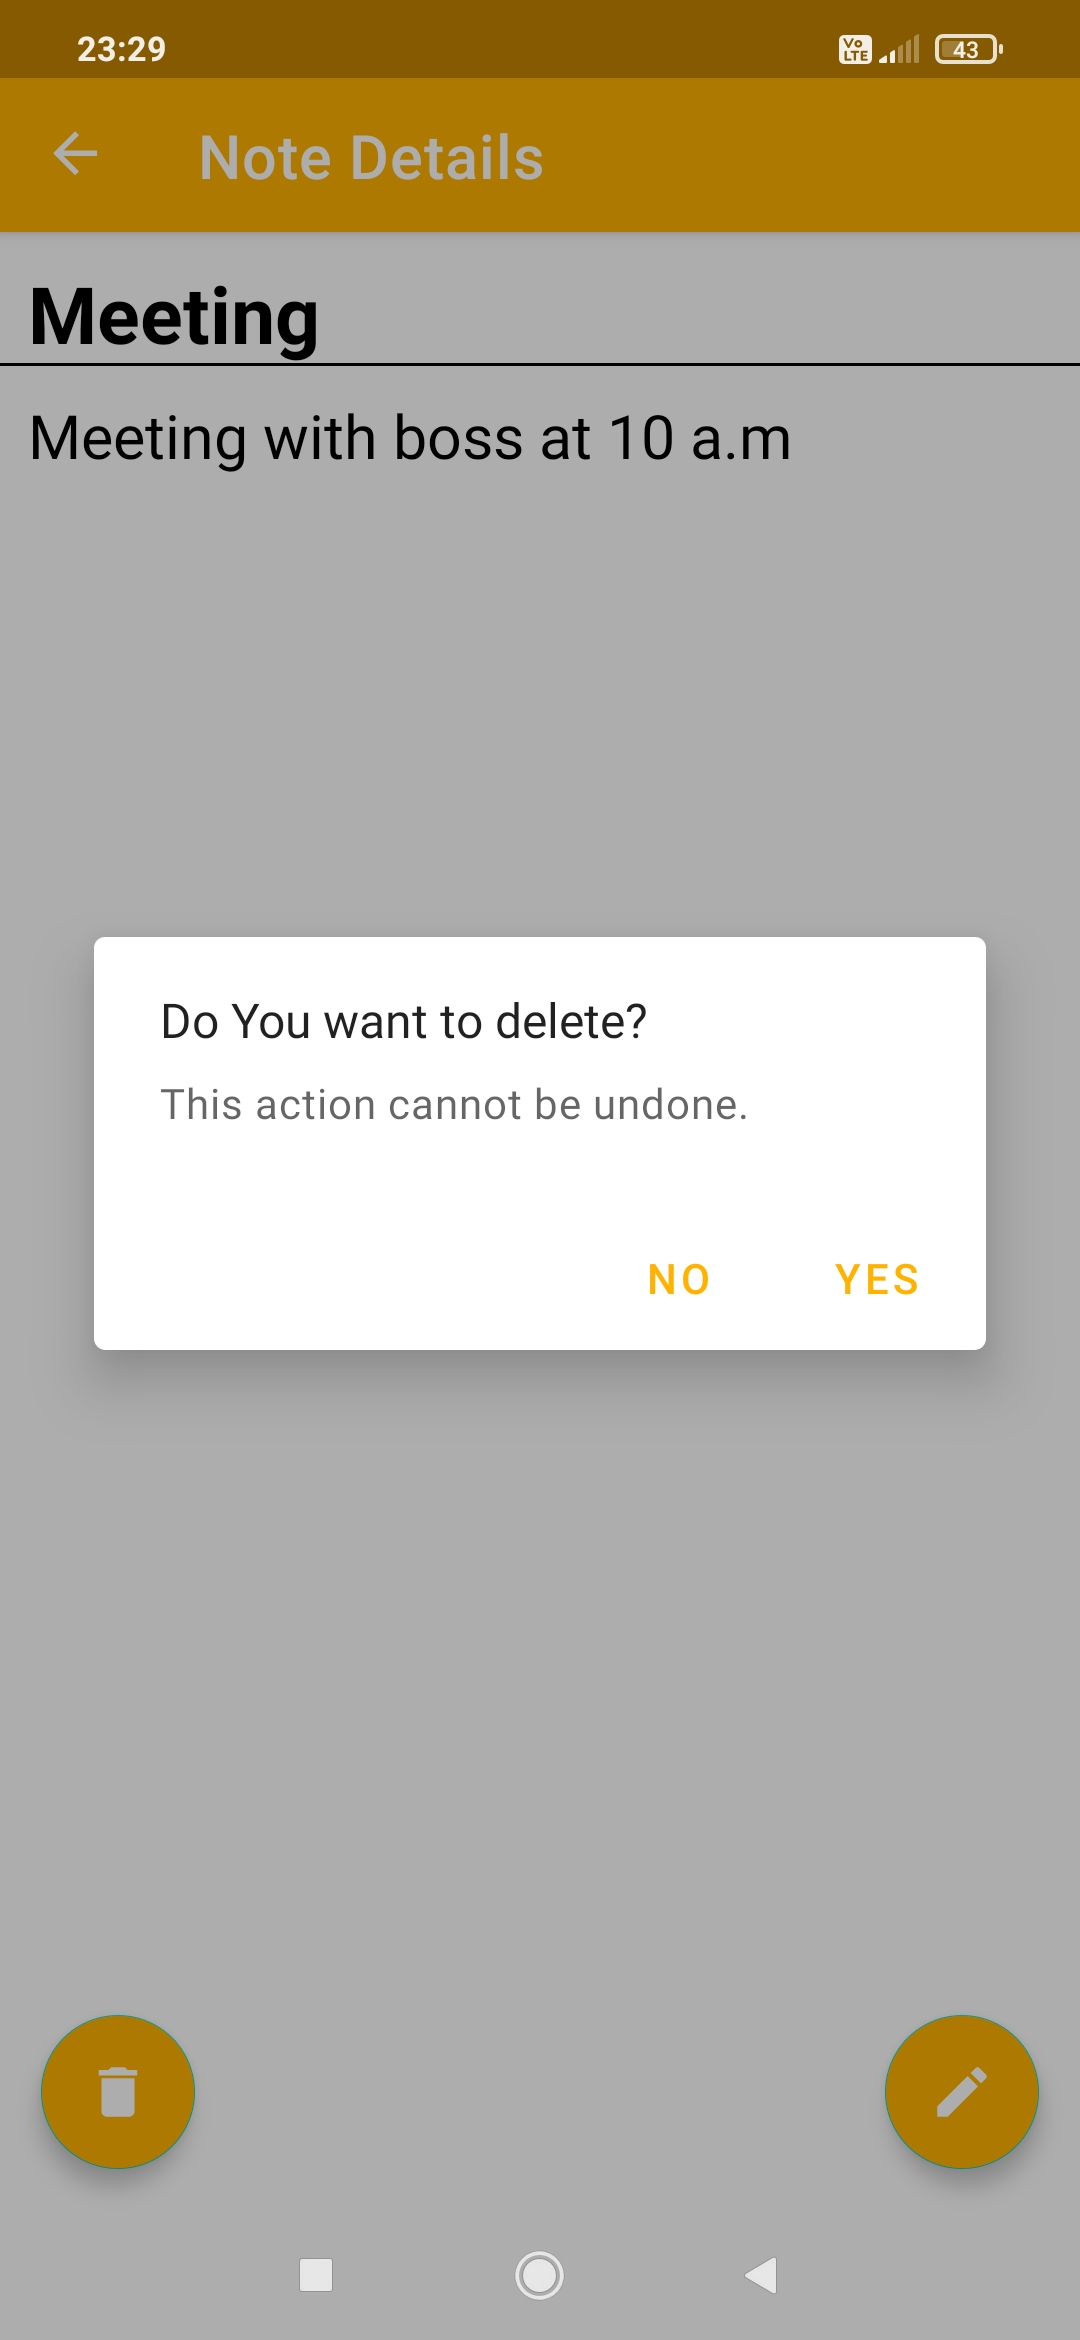 23:29
Vo LTE
43
Note Details
Meeting
Meeting with boss at 10 a.m
Do You want to delete?
This action cannot be undone.
NO YES